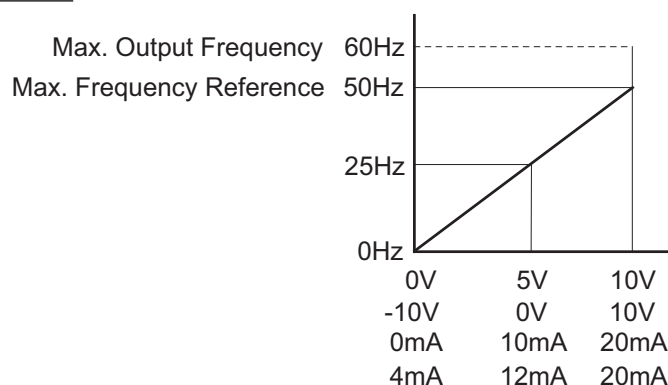 Max. Output Frequency 60Hz
Max. Frequency Reference 50Hz
25Hz
0Hz
0V 5V 10V
-10V 0V 10V
0mA 10mA 20mA
4mA 12mA 20mA